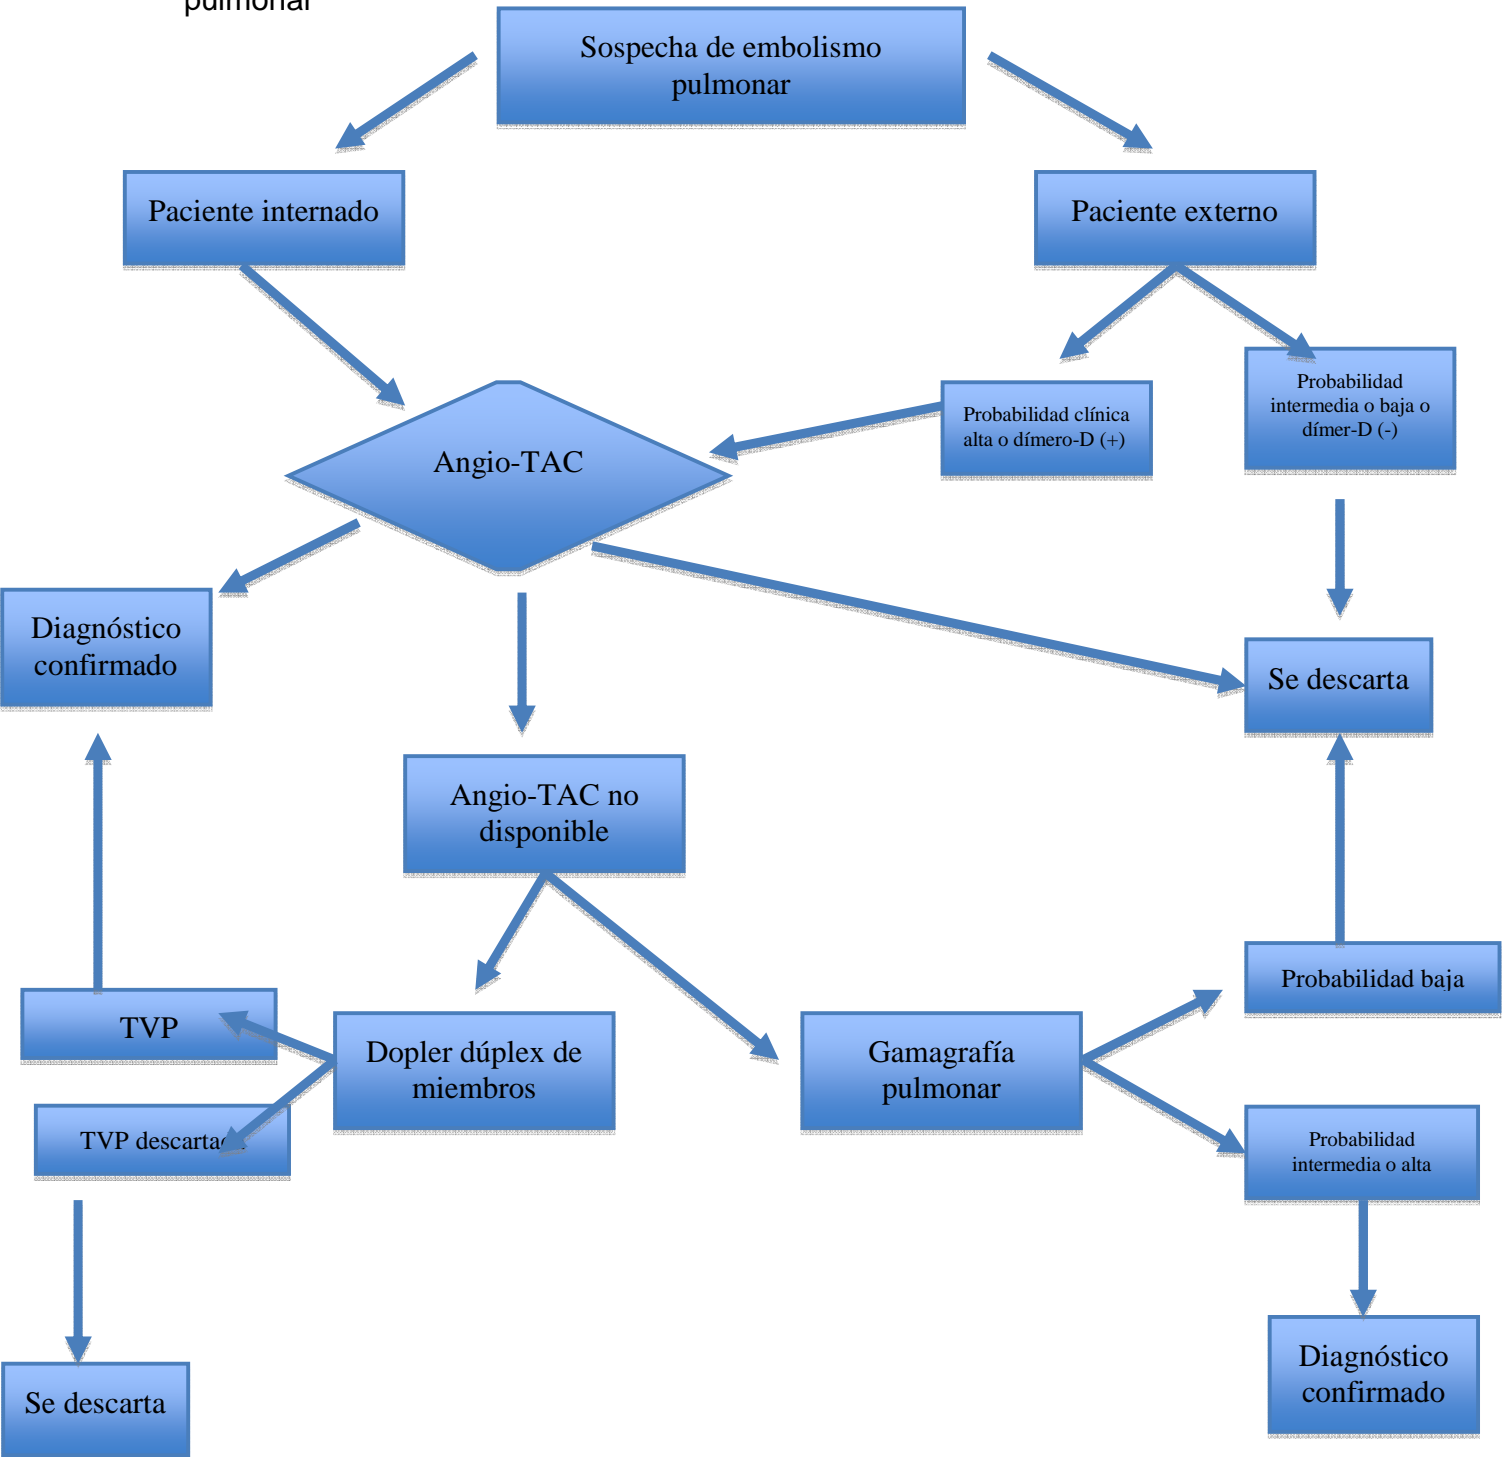 pulmonar
Sospecha de embolismo
pulmonar
Paciente internado
Paciente externo
Probabilidad
intermedia o baja o
dímer-D (-)
Probabilidad clínica
alta o dímero-D (+)
Angio-TAC
Diagnóstico
confirmado
Se descarta
Angio-TAC no
disponible
Probabilidad baja
TVP
Dopler dúplex de
miembros
Gamagrafía
pulmonar
TVP descartada
Probabilidad
intermedia o alta
Diagnóstico
confirmado
Se descarta